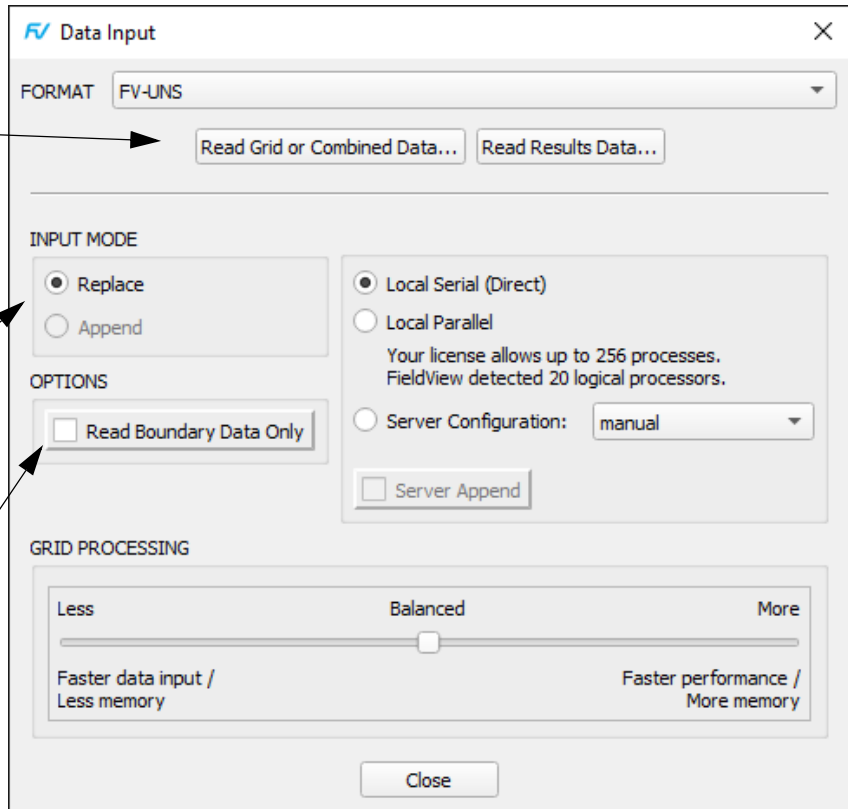 FV Data Input
FORMAT FV-UNS
Read Grid or Combined Data... Read Results Data...
INPUT MODE
Replace
Append
OPTIONS
Read Boundary Data Only
Local Serial (Direct)
Local Parallel
Your license allows up to 256 processes.
FieldView detected 20 logical processors.
Server Configuration: manual
Server Append
GRID PROCESSING
Less Balanced More
Faster data input /
Less memory
Faster performance /
More memory
Close